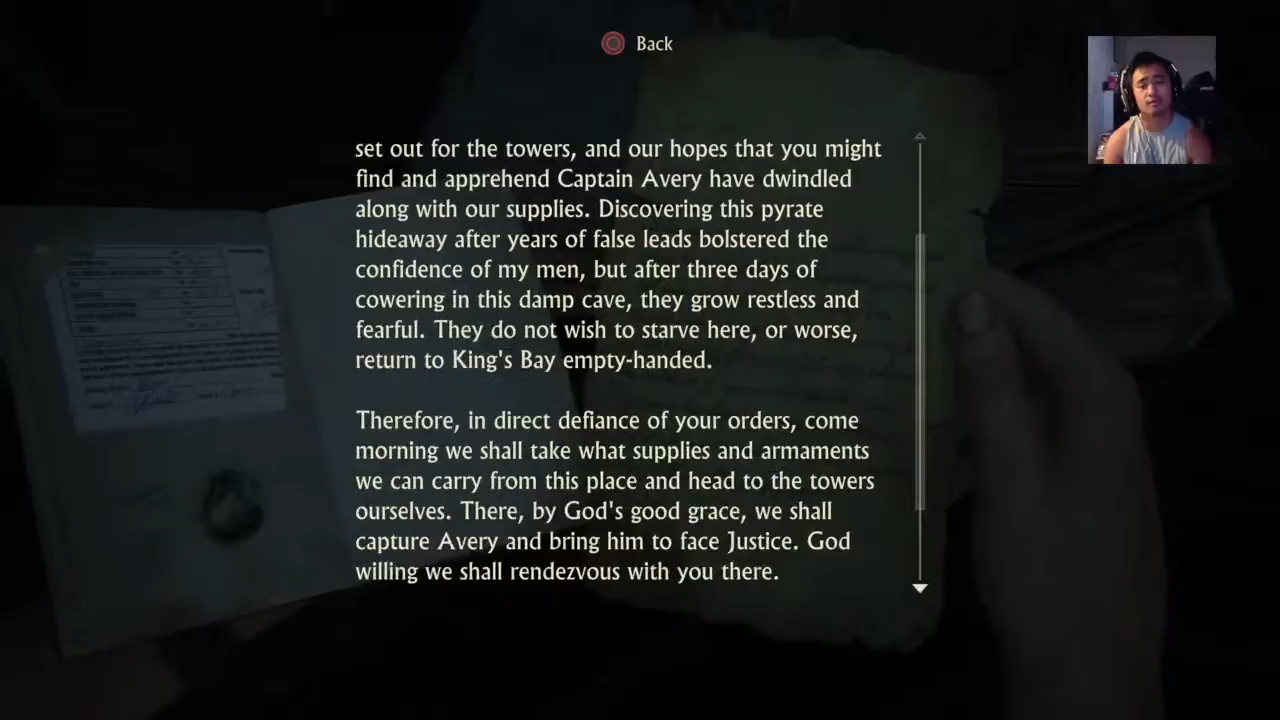 Back
set out for the towers, and our hopes that you might
find and apprehend Captain Avery have dwindled
along with our supplies. Discovering this pyrate
hideaway after years of false leads bolstered the
confidence of my men, but after three days of
cowering in this damp cave, they grow restless and
fearful. They do not wish to starve here, or worse,
return to King's Bay empty-handed.
Therefore, in direct defiance of your orders, come
morning we shall take what supplies and armaments
we can carry from this place and head to the towers
ourselves. There, by God's good grace, we shall
capture Avery and bring him to face Justice. God
willing we shall rendezvous with you there.